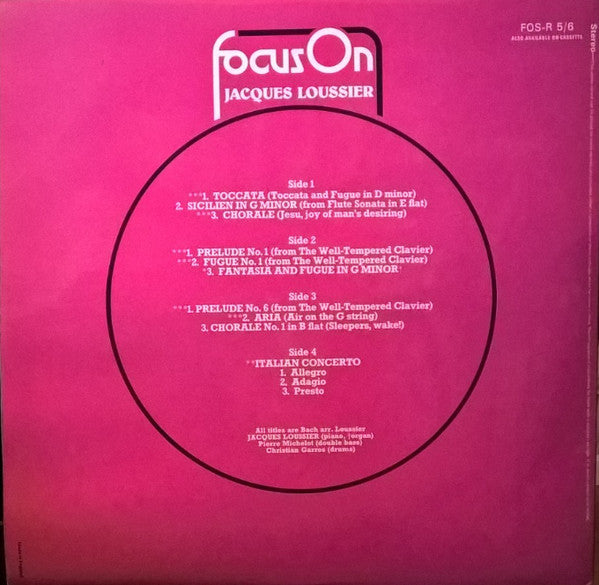 FOS-R 5/6
ALSO AVAILABLE ON CASSETTE
Stereo
Focus On
JACQUES LOUSSIER
Side 1
***1. TOCCATA (Toccata and Fugue in D minor)
2. SICILIEN IN G MINOR (from Flute Sonata in E flat)
***3. CHORALE (Jesu, joy of man's desiring)
Side 2
***1. PRELUDE No. 1 (from The Well-Tempered Clavier)
***2. FUGUE No. 1 (from The Well-Tempered Clavier)
*3. FANTASIA AND FUGUE IN G MINOR†
Side 3
***1. PRELUDE No. 6 (from The Well-Tempered Clavier)
***2. ARIA (Air on the G string)
3. CHORALE No. 1 in B flat (Sleepers, wake!)
Side 4
**ITALIAN CONCERTO
1. Allegro
2. Adagio
3. Presto
All titles are Bach arr. Loussier
JACQUES LOUSSIER (piano, †organ)
Pierre Michelot (double bass)
Christian Garros (drums)